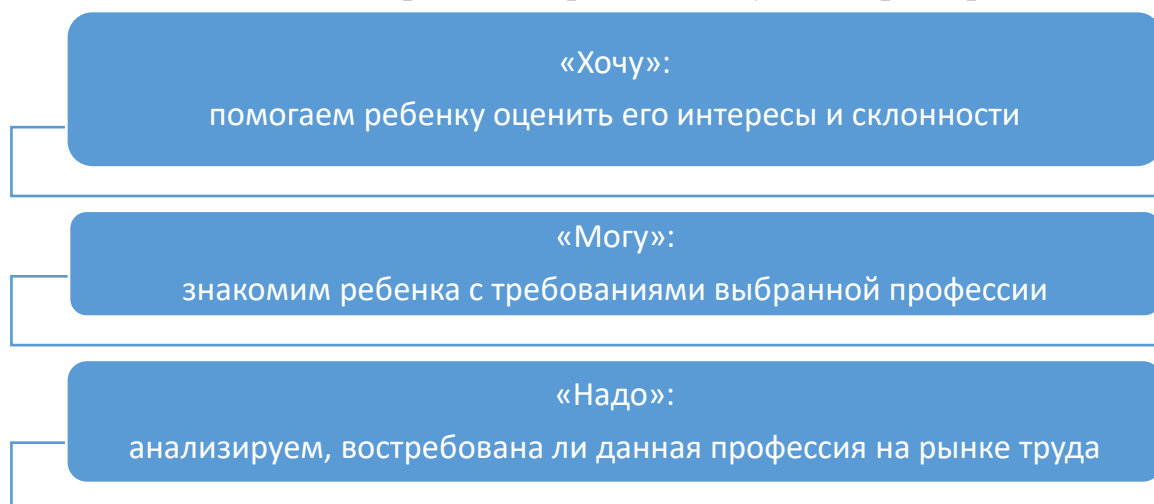 «Хочу»:
помогаем ребенку оценить его интересы и склонности
«Могу»:
знакомим ребенка с требованиями выбранной профессии
«Надо»:
анализируем, востребована ли данная профессия на рынке труда